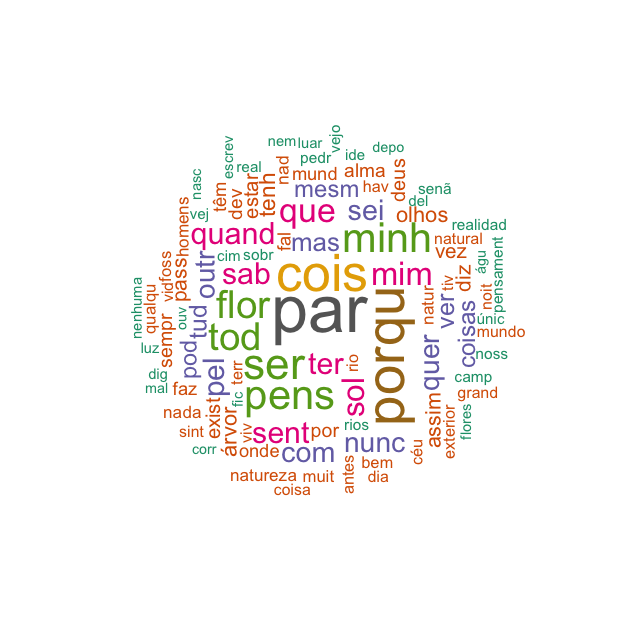 par
porqu
cois
minh
ser
pens
flor
tod
que
quand
sab
mim
ter
sol
sent
mas
mesm
sei
outr
tud
pod
pel
com
nunc
quer
ver
coisas
nem
luar
vejo
pedr
ide
depo
escrev
real
nad
mund
alma
hav
deus
senã
nasc
têm
dev
estar
tenh
del
olhos
vej
homens
fal
realidad
natural
vez
cim
sobr
pass
foss
vid
diz
águ
pensament
nenhuma
qualqu
ouv
sempr
natur
tiv
noit
únic
mundo
luz
noss
dig
mal
faz
terr
fic
rio
camp
grand
nada
exist
árvor
viv
sint
por
rios
assim
exterior
flores
corr
onde
bem
céu
natureza
muit
antes
dia
coisa